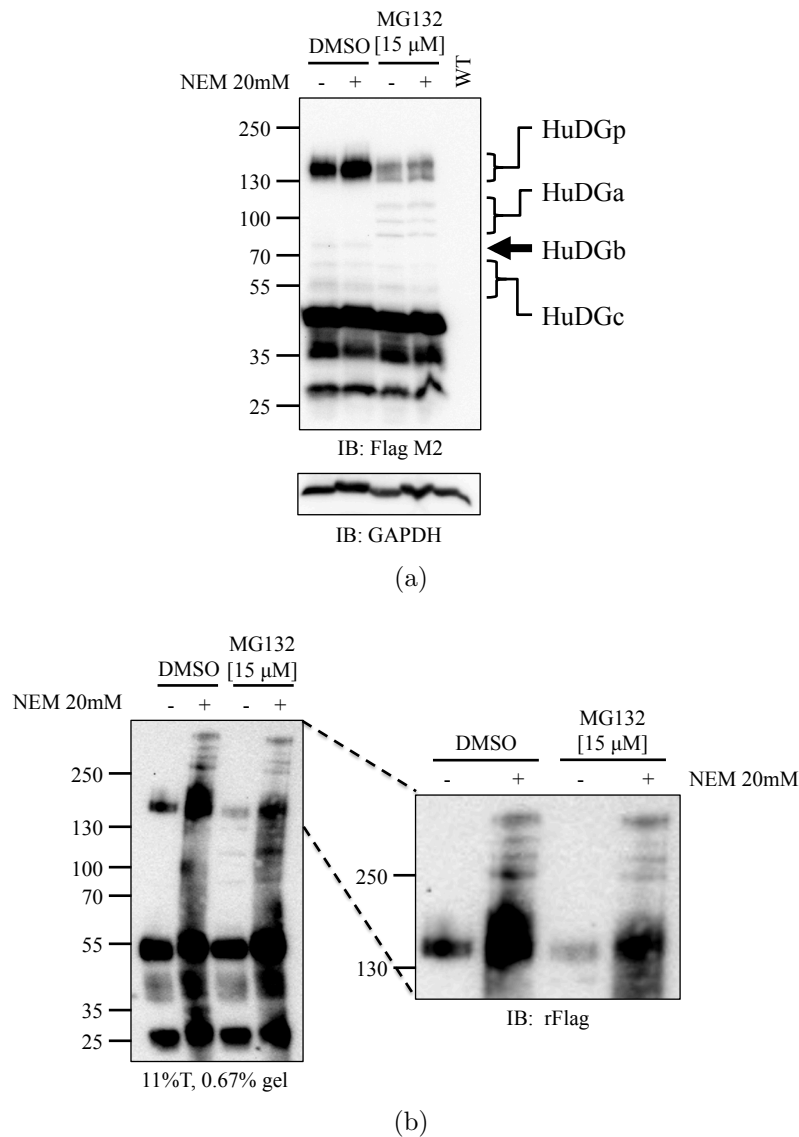 MG132
DMSO [15 μM] WT
NEM 20mM - + - +
250
130
100
70
55
35
25
HuDGp
HuDGa
HuDGb
HuDGc
IB: Flag M2
IB: GAPDH
(a)
MG132
DMSO [15 μM]
NEM 20mM - + - +
250
130
100
70
55
35
25
11%T, 0.67% gel
MG132
DMSO [15 μM]
- + - + NEM 20mM
250
130
IB: rFlag
(b)